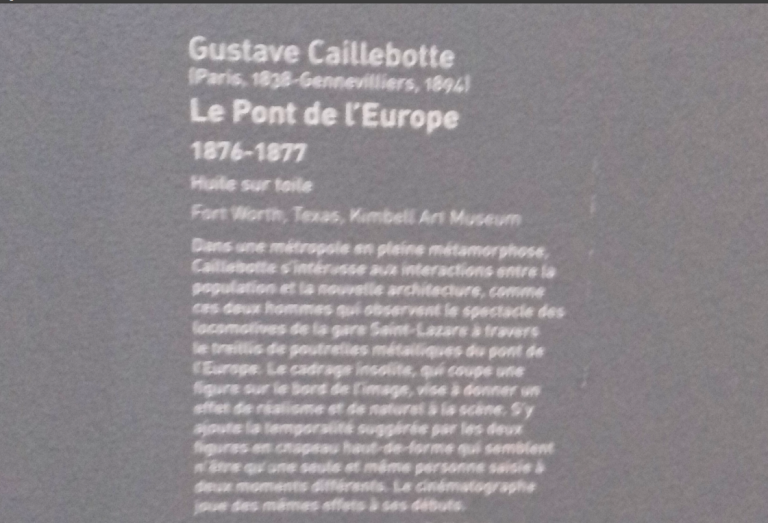 Gustave Caillebotte
(Paris, 1838-Gennevilliers, 1894)
Le Pont de l'Europe
1876-1877
Huile sur toile
Fort Worth, Texas, Kimbell Art Museum
Dans une métropole en pleine métamorphose,
Caillebotte s'intéresse aux interactions entre la
population et la nouvelle architecture, comme
ces deux hommes qui observent le spectacle des
locomotives de la gare Saint-Lazare à travers
le treillis de poutrelles métalliques du pont de
l'Europe. Le cadrage insolite, qui coupe une
figure sur le bord de l'image, vise à donner un
effet de réalisme et de naturel à la scène. S'y
ajoute la temporalité suggérée par les deux
figures en chapeau haut-de-forme qui semblent
n'être qu'une seule et même personne saisie à
deux moments différents. Le cinématographe
joue des mêmes effets à ses débuts.